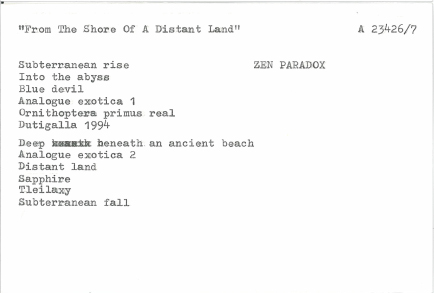 "From The Shore Of A Distant Land" A 23426/7
Subterranean rise ZEN PARADOX
Into the abyss
Blue devil
Analogue exotica 1
Ornithoptera primus real
Dutigalla 1994
Deep beneath an ancient beach
Analogue exotica 2
Distant land
Sapphire
Tleilaxy
Subterranean fall